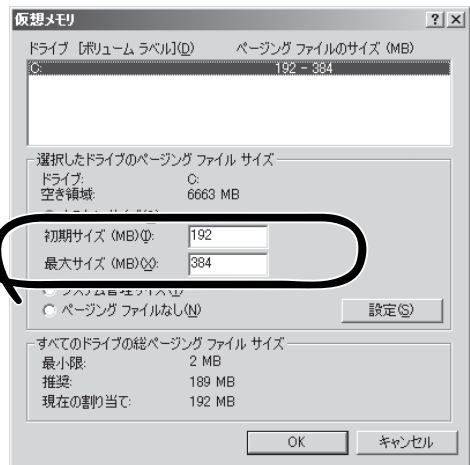 仮想メモリ
ドライブ [ボリューム ラベル](D) ページング ファイルのサイズ (MB)
C: 192 - 384
選択したドライブのページング ファイル サイズ
ドライブ: C:
空き領域: 6663 MB
初期サイズ (MB)(I): 192
最大サイズ (MB)(X): 384
ページング ファイルなし(N) 設定(S)
すべてのドライブの総ページング ファイル サイズ
最小限: 2 MB
推奨: 189 MB
現在の割り当て: 192 MB
OK キャンセル